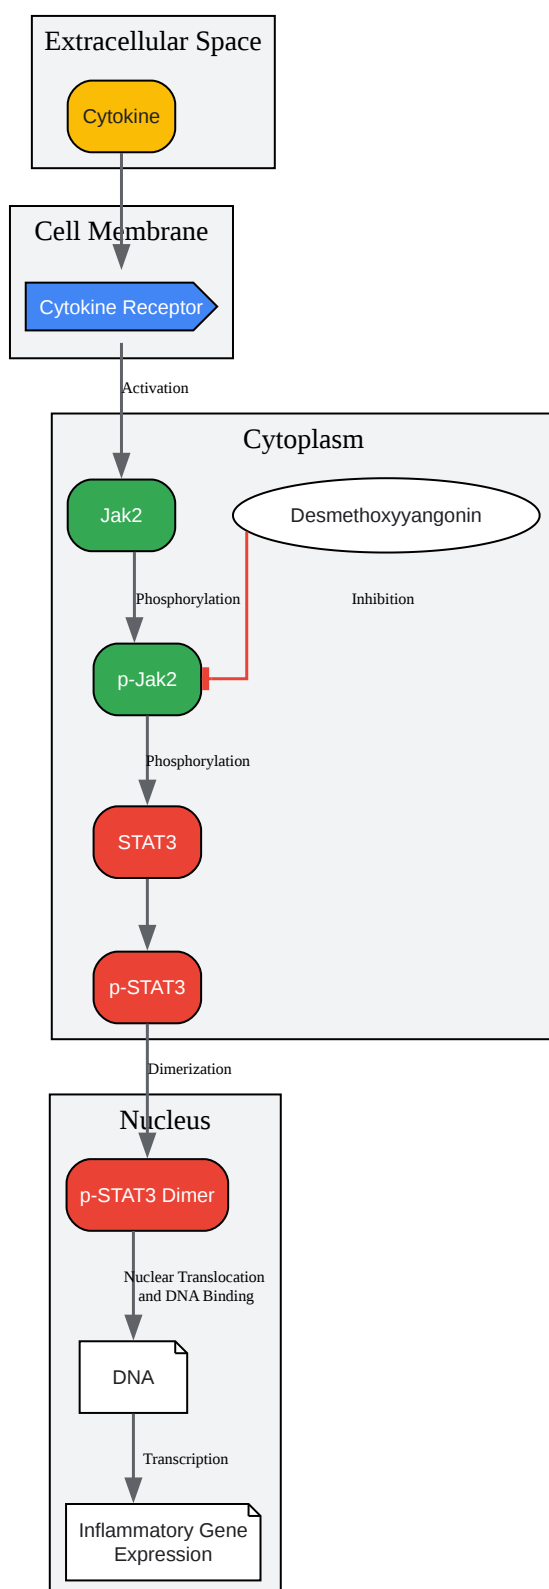 Extracellular Space
Cytokine
Cell Membrane
Cytokine Receptor
Activation
Cytoplasm
Jak2
Desmethoxyyangonin
Phosphorylation
Inhibition
p-Jak2
Phosphorylation
STAT3
p-STAT3
Dimerization
Nucleus
p-STAT3 Dimer
Nuclear Translocation
and DNA Binding
DNA
Transcription
Inflammatory Gene
Expression